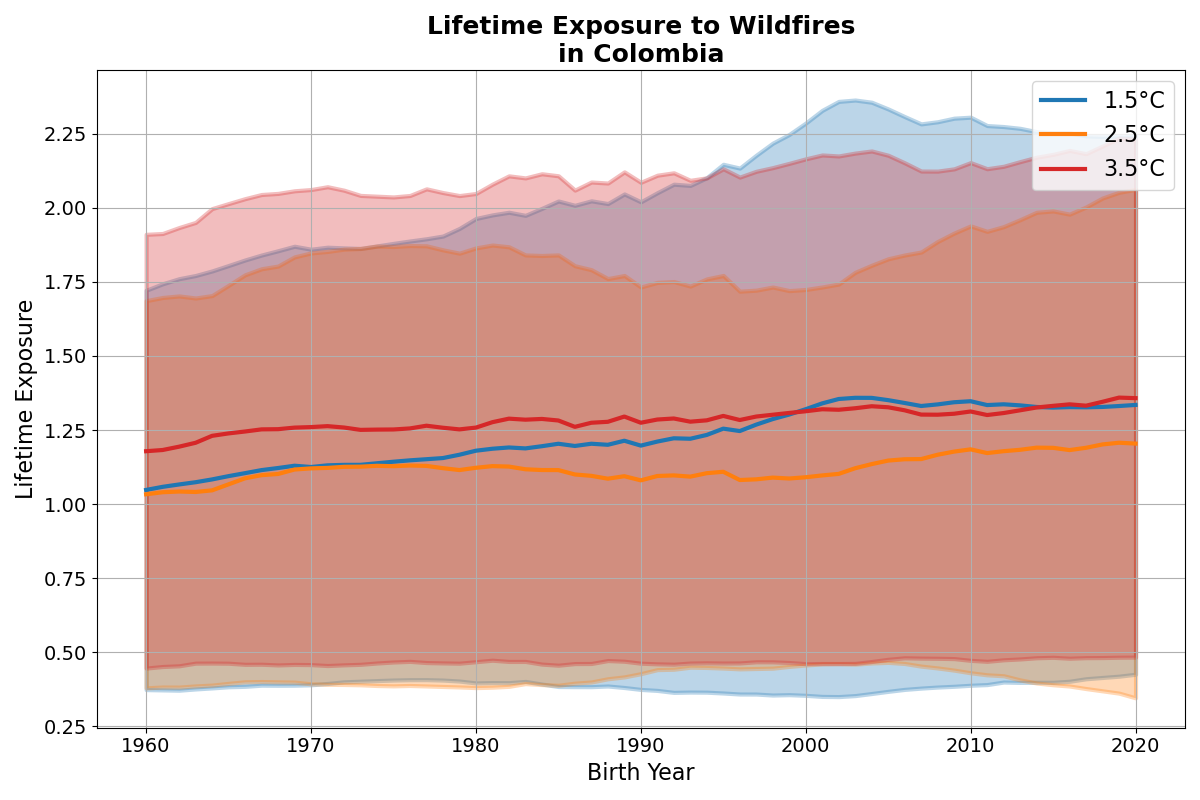 Lifetime Exposure to Wildfires
in Colombia
1.5°C
2.5°C
3.5°C
Lifetime Exposure
2.25
2.00
1.75
1.50
1.25
1.00
0.75
0.50
0.25
1960 1970 1980 1990 2000 2010 2020
Birth Year